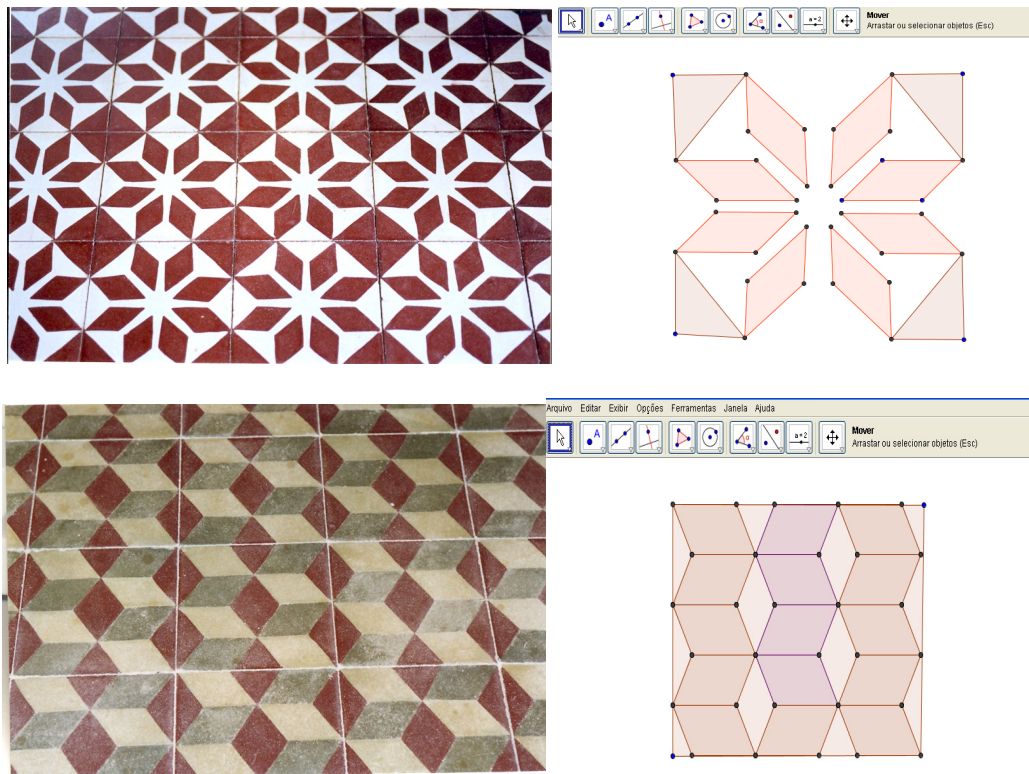 A
a=2
Mover
Arrastar ou selecionar objetos (Esc)
Arquivo Editar Exibir Opções Ferramentas Janela Ajuda
A
a=2
Mover
Arrastar ou selecionar objetos (Esc)